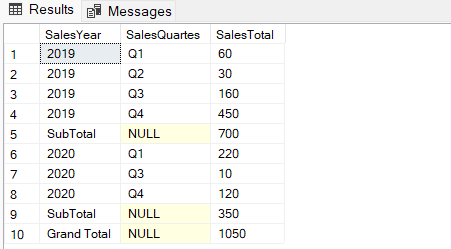 Results Messages
SalesYear SalesQuartes SalesTotal
1 2019 Q1 60
2 2019 Q2 30
3 2019 Q3 160
4 2019 Q4 450
5 SubTotal NULL 700
6 2020 Q1 220
7 2020 Q3 10
8 2020 Q4 120
9 SubTotal NULL 350
10 Grand Total NULL 1050